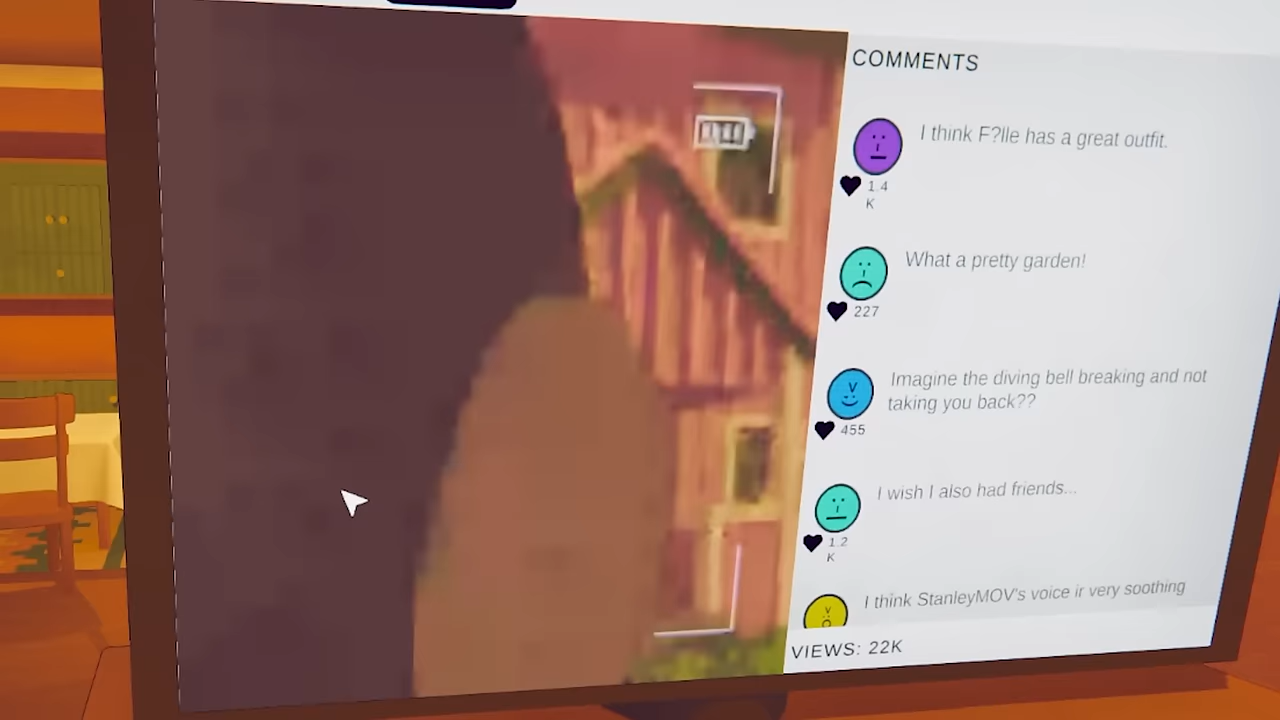 COMMENTS
I think F?lle has a great outfit.
1.4
K
What a pretty garden!
227
Imagine the diving bell breaking and not
taking you back??
455
I wish I also had friends...
1.2
K
I think StanleyMOV's voice ir very soothing
VIEWS: 22K